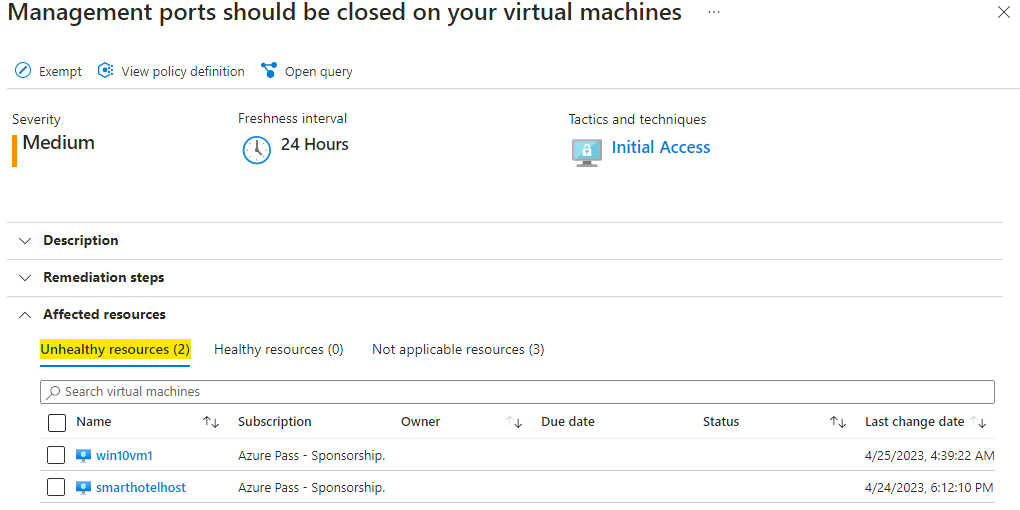 Management ports should be closed on your virtual machines ...
Exempt View policy definition Open query
Severity Freshness interval Tactics and techniques
Medium 24 Hours Initial Access
Description
Remediation steps
Affected resources
Unhealthy resources (2) Healthy resources (0) Not applicable resources (3)
Search virtual machines
Name Subscription Owner Due date Status Last change date
win10vm1 Azure Pass - Sponsorship. 4/25/2023, 4:39:22 AM
smarthotelhost Azure Pass - Sponsorship. 4/24/2023, 6:12:10 PM